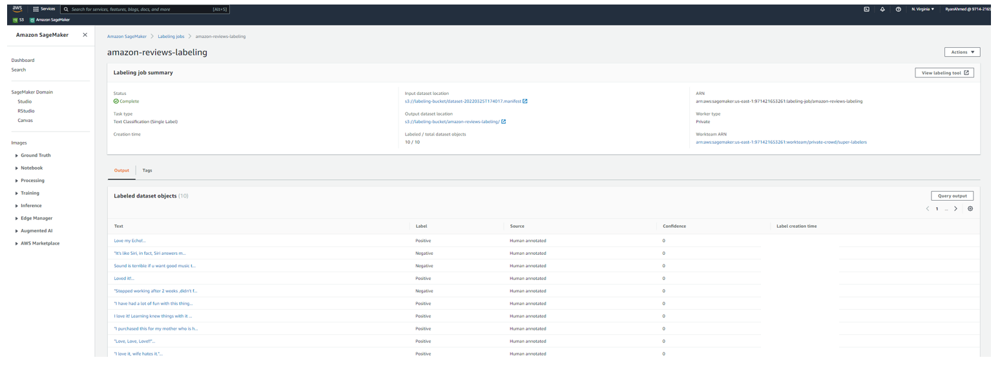 aws Services Search for services, features, blogs, docs, and more [Alt+S] N. Virginia RyanAhmed @ 9714-2165
S3 Amazon SageMaker
Amazon SageMaker
Dashboard
Search
SageMaker Domain
Studio
RStudio
Canvas
Images
Ground Truth
Notebook
Processing
Training
Inference
Edge Manager
Augmented AI
AWS Marketplace
Amazon SageMaker > Labeling jobs > amazon-reviews-labeling
amazon-reviews-labeling
Actions
Labeling job summary
View labeling tool
Status
Complete
Task type
Text Classification (Single Label)
Creation time
Input dataset location
s3://labeling-bucket/dataset-20220325T174017.manifest
Output dataset location
s3://labeling-bucket/amazon-reviews-labeling/
Labeled / total dataset objects
10 / 10
ARN
arn:aws:sagemaker:us-east-1:971421653261:labeling-job/amazon-reviews-labeling
Worker type
Private
Workteam ARN
arn:aws:sagemaker:us-east-1:971421653261:workteam/private-crowd/super-labelers
Output Tags
Labeled dataset objects (10)
Query output
< 1 ... >
Text Label Source Confidence Label creation time
Love my Echo!... Positive Human annotated 0
"It's like Siri, in fact, Siri answers m... Negative Human annotated 0
Sound is terrible if u want good music t... Negative Human annotated 0
Loved it!... Positive Human annotated 0
"Stopped working after 2 weeks ,didn't f... Negative Human annotated 0
"I have had a lot of fun with this thing... Positive Human annotated 0
I love it! Learning knew things with it ... Positive Human annotated 0
"I purchased this for my mother who is h... Positive Human annotated 0
"Love, Love, Love!!"... Positive Human annotated 0
"I love it, wife hates it."... Positive Human annotated 0